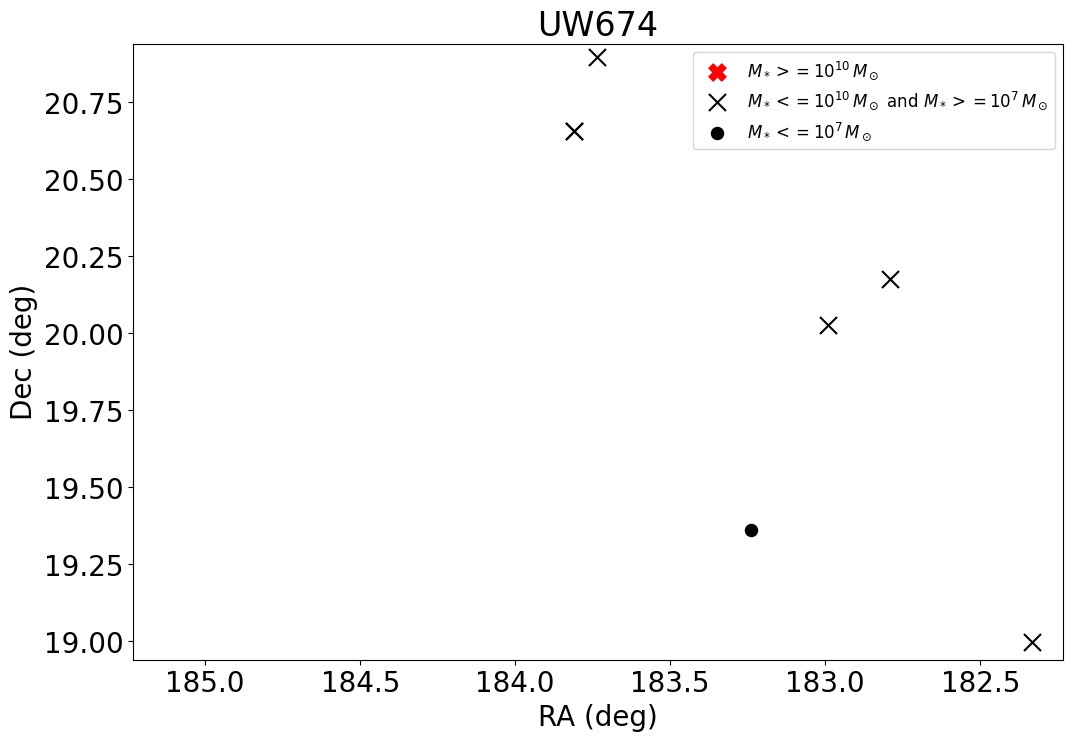 UW674
M* >= 10^10 M⊙
M* <= 10^10 M⊙ and M* >= 10^7 M⊙
M* <= 10^7 M⊙
20.75
20.50
20.25
20.00
19.75
19.50
19.25
19.00
Dec (deg)
185.0 184.5 184.0 183.5 183.0 182.5
RA (deg)